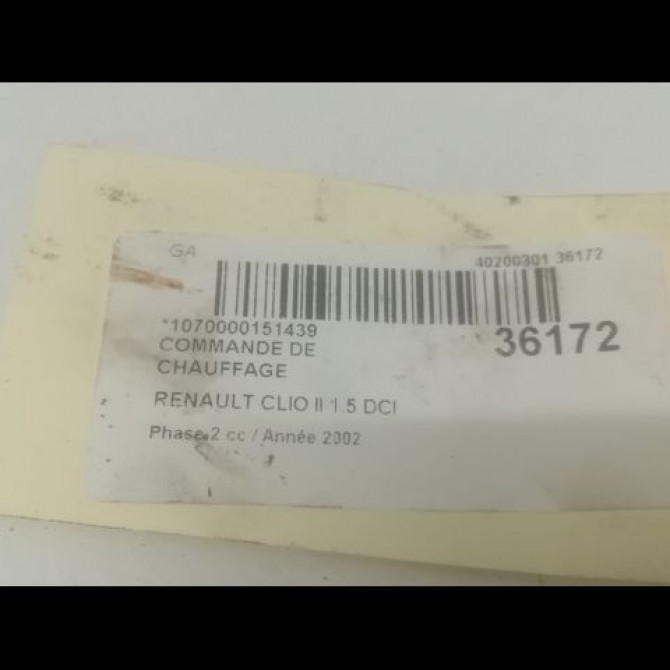 GA
40200301 36172
*1070000151439
36172
COMMANDE DE
CHAUFFAGE
RENAULT CLIO II 1.5 DCI
Phase 2 cc / Année 2002